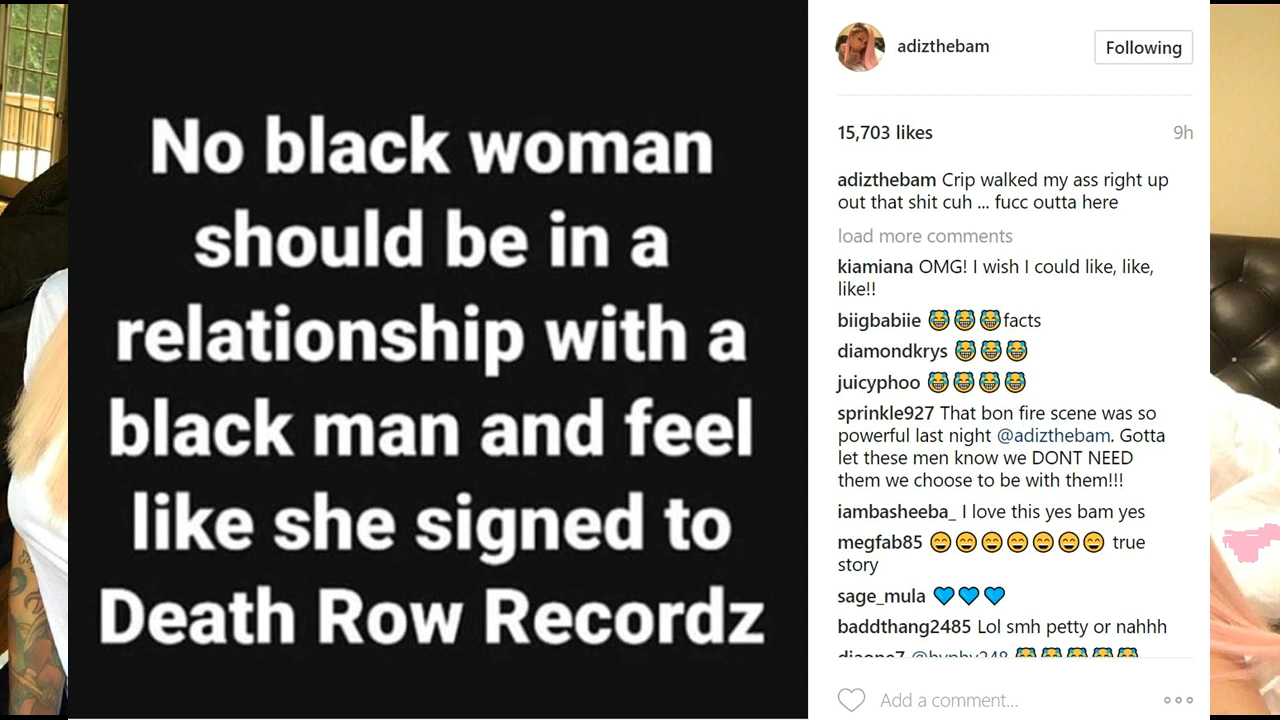 No black woman
should be in a
relationship with a
black man and feel
like she signed to
Death Row Recordz
adizthebam
Following
15,703 likes
9h
adizthebam Crip walked my ass right up
out that shit cuh ... fucc outta here
load more comments
kiamiana OMG! I wish I could like, like,
like!!
biigbabiie 😹😹😹facts
diamondkrys 😹😹😹
juicyphoo 😹😹😹😹
sprinkle927 That bon fire scene was so
powerful last night @adizthebam. Gotta
let these men know we DONT NEED
them we choose to be with them!!!
iambasheeba_ I love this yes bam yes
megfab85 😄😄😄😄😄😄😄 true
story
sage_mula 💙💙💙
baddthang2485 Lol smh petty or nahhh
Add a comment...